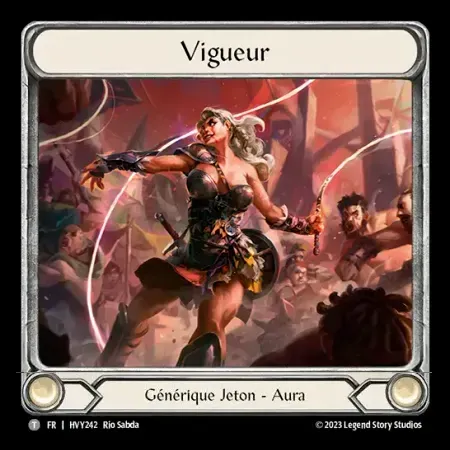 Vigueur
Générique Jeton - Aura
T FR | HVY242 Rio Sabda © 2023 Legend Story Studios